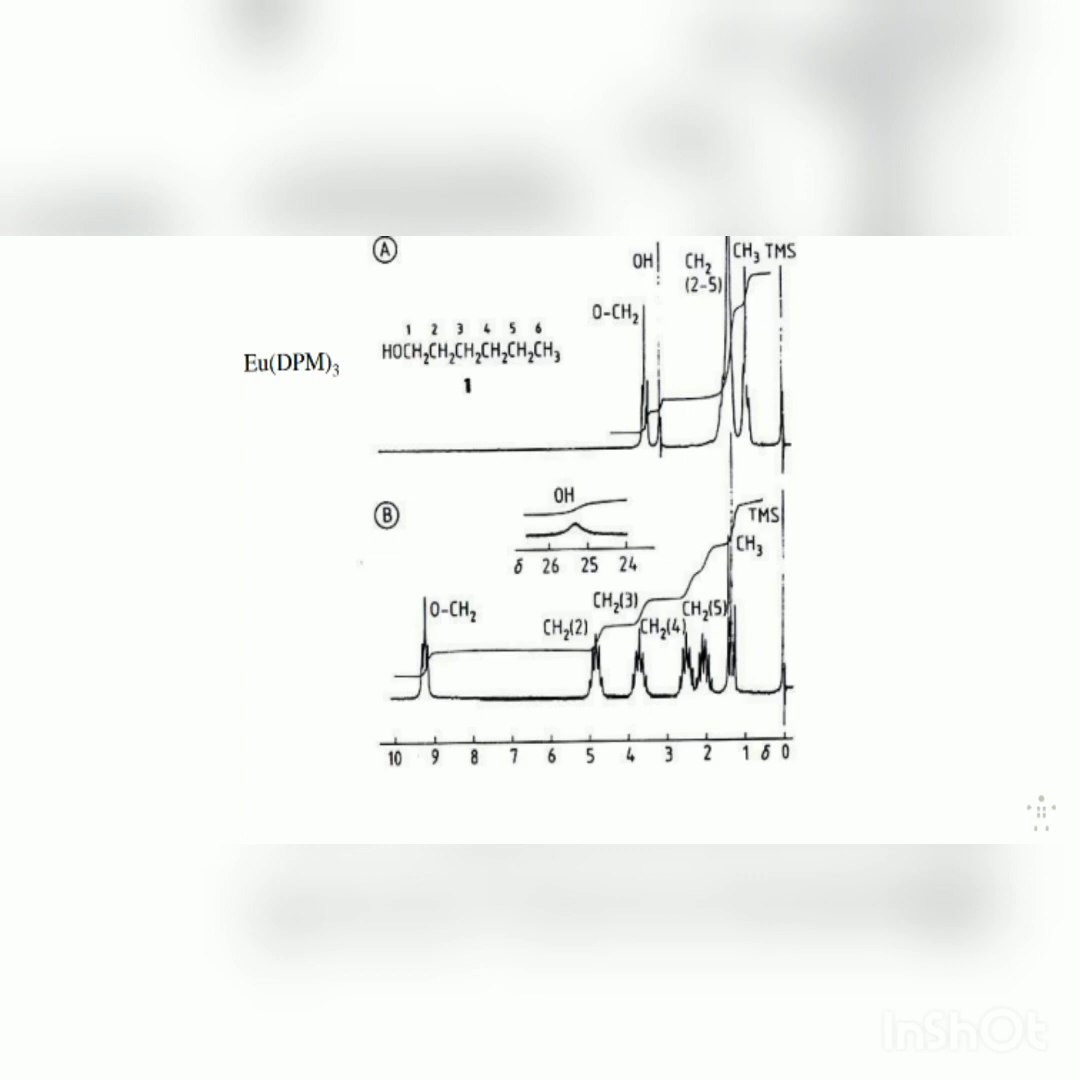 A
OH
CH₃ TMS
CH₂
(2-5)
O-CH₂
1 2 3 4 5 6
HOCH₂CH₂CH₂CH₂CH₂CH₃
Eu(DPM)₃
1
B
OH
TMS
CH₃
δ 26 25 24
O-CH₂
CH₂(3)
CH₂(5)
CH₂(2)
CH₂(4)
10 9 8 7 6 5 4 3 2 1 δ 0
InShOt